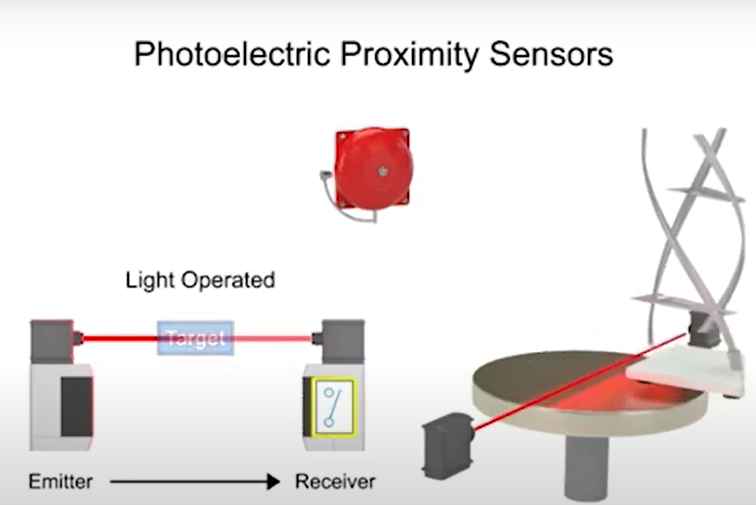 Photoelectric Proximity Sensors
Light Operated
Target
Emitter
Receiver